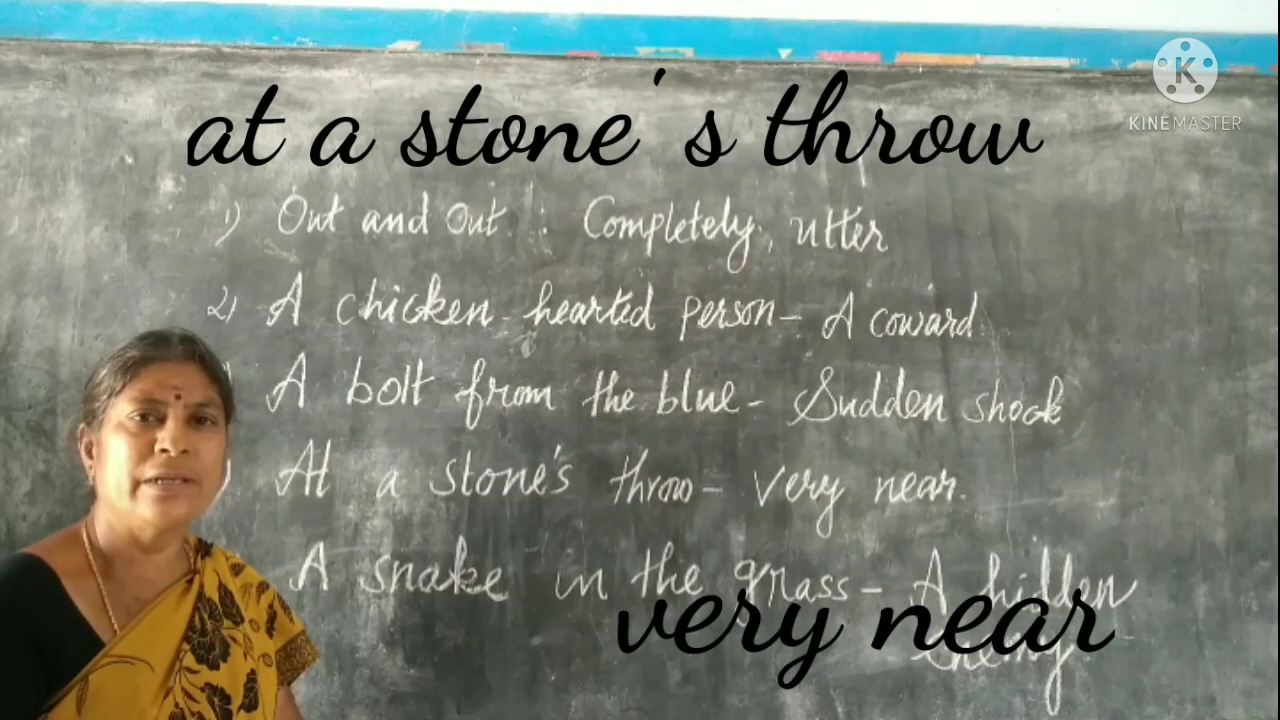 K
KINEMASTER
at a stone's throw
1) Out and Out : Completely, utter
2) A chicken-hearted person - A coward.
) A bolt from the blue - Sudden shock
) At a stone's throw - very near.
A snake in the grass - A hidden
very near
enemy.